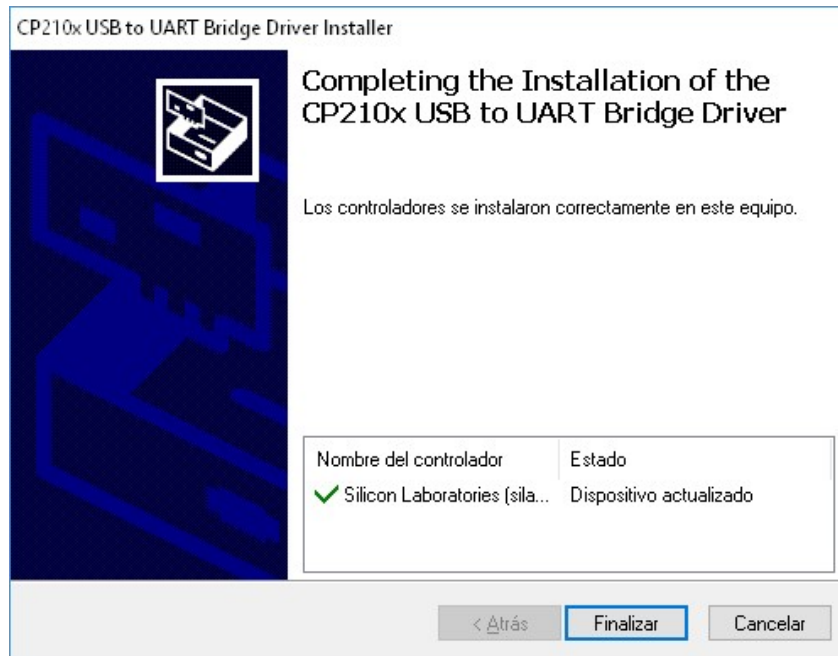 CP210x USB to UART Bridge Driver Installer
Completing the Installation of the
CP210x USB to UART Bridge Driver
Los controladores se instalaron correctamente en este equipo.
Nombre del controlador Estado
Silicon Laboratories (sila... Dispositivo actualizado
< Atrás Finalizar Cancelar